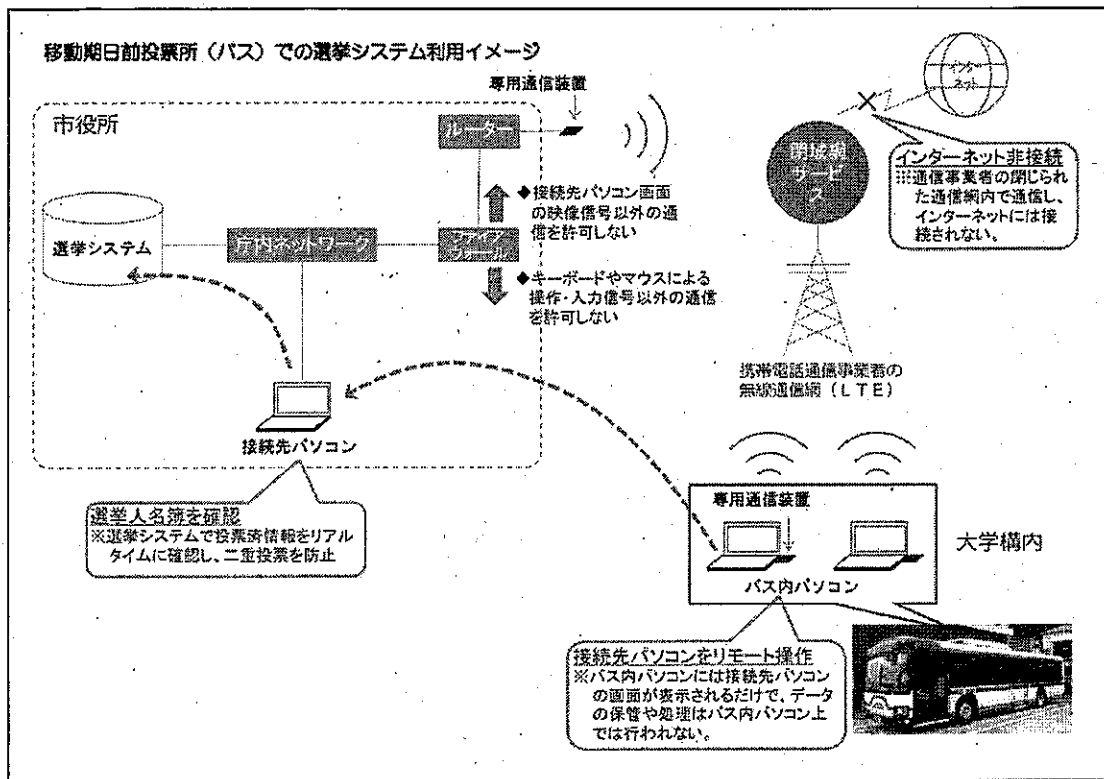 移動期日前投票所（バス）での選挙システム利用イメージ
専用通信装置
市役所
ルーター
インター
ネット
閉域網
サービ
ス
インターネット非接続
※通信事業者の閉じられ
た通信網内で通信し、
インターネットには接
続されない。
◆接続先パソコン画面
の映像信号以外の通
信を許可しない
選挙システム
庁内ネットワーク
ファイア
ウォール
◆キーボードやマウスによる
操作・入力信号以外の通信
を許可しない
携帯電話通信事業者の
無線通信網（ＬＴＥ）
接続先パソコン
選挙人名簿を確認
※選挙システムで投票済情報をリアル
タイムに確認し、二重投票を防止
専用通信装置
大学構内
バス内パソコン
接続先パソコンをリモート操作
※バス内パソコンには接続先パソコン
の画面が表示されるだけで、データ
の保管や処理はバス内パソコン上
では行われない。